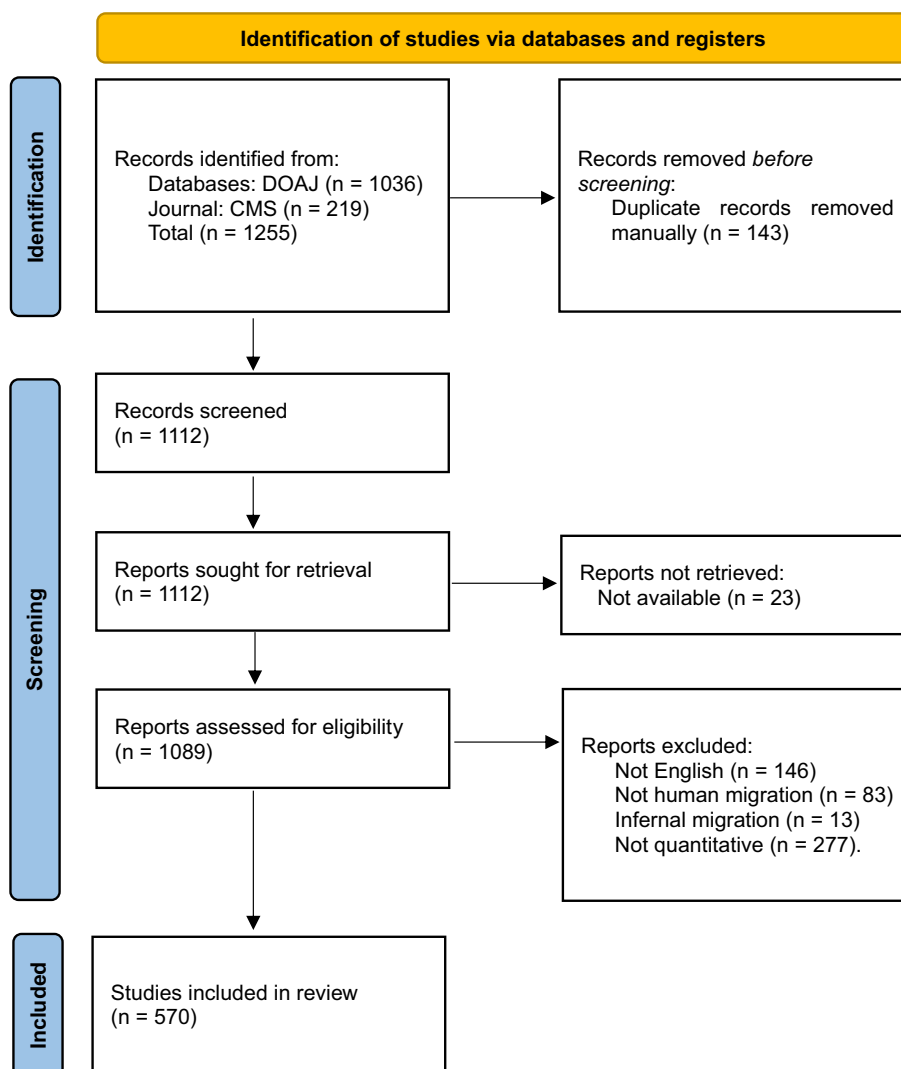 Identification of studies via databases and registers
Identification
Records identified from:
Databases: DOAJ (n = 1036)
Journal: CMS (n = 219)
Total (n = 1255)
Records removed before
screening:
Duplicate records removed
manually (n = 143)
Screening
Records screened
(n = 1112)
Reports sought for retrieval
(n = 1112)
Reports not retrieved:
Not available (n = 23)
Reports assessed for eligibility
(n = 1089)
Reports excluded:
Not English (n = 146)
Not human migration (n = 83)
Infernal migration (n = 13)
Not quantitative (n = 277).
Included
Studies included in review
(n = 570)